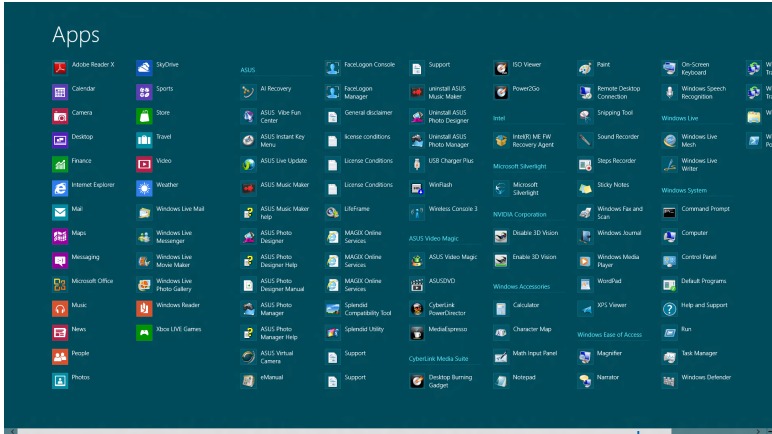 Apps
Adobe Reader X
Calendar
Camera
Desktop
Finance
Internet Explorer
Mail
Maps
Messaging
Microsoft Office
Music
News
People
Photos
SkyDrive
Sports
Store
Travel
Video
Weather
Windows Live Mail
Windows Live
Messenger
Windows Live
Movie Maker
Windows Live
Photo Gallery
Windows Reader
Xbox LIVE Games
ASUS
AI Recovery
ASUS Vibe Fun
Center
ASUS Instant Key
Menu
ASUS Live Update
ASUS Music Maker
ASUS Music Maker
help
ASUS Photo
Designer
ASUS Photo
Designer Help
ASUS Photo
Designer Manual
ASUS Photo
Manager
ASUS Photo
Manager Help
ASUS Virtual
Camera
eManual
FaceLogon Console
FaceLogon
Manager
General disclaimer
license conditions
License Conditions
License Conditions
LifeFrame
MAGIX Online
Services
MAGIX Online
Services
MAGIX Online
Services
Splendid
Compatibility Tool
Splendid Utility
Support
Support
Support
uninstall ASUS
Music Maker
Uninstall ASUS
Photo Designer
Uninstall ASUS
Photo Manager
USB Charger Plus
WinFlash
Wireless Console 3
ASUS Video Magic
ASUS Video Magic
ASUSDVD
CyberLink
PowerDirector
MediaEspresso
CyberLink Media Suite
Desktop Burning
Gadget
ISO Viewer
Power2Go
Intel
Intel(R) ME FW
Recovery Agent
Microsoft Silverlight
Microsoft
Silverlight
NVIDIA Corporation
Disable 3D Vision
Enable 3D Vision
Windows Accessories
Calculator
Character Map
Math Input Panel
Notepad
Paint
Remote Desktop
Connection
Snipping Tool
Sound Recorder
Steps Recorder
Sticky Notes
Windows Fax and
Scan
Windows Journal
Windows Media
Player
WordPad
XPS Viewer
Windows Ease of Access
Magnifier
Narrator
On-Screen
Keyboard
Windows Speech
Recognition
Windows Live
Windows Live
Mesh
Windows Live
Writer
Windows System
Command Prompt
Computer
Control Panel
Default Programs
Help and Support
Run
Task Manager
Windows Defender